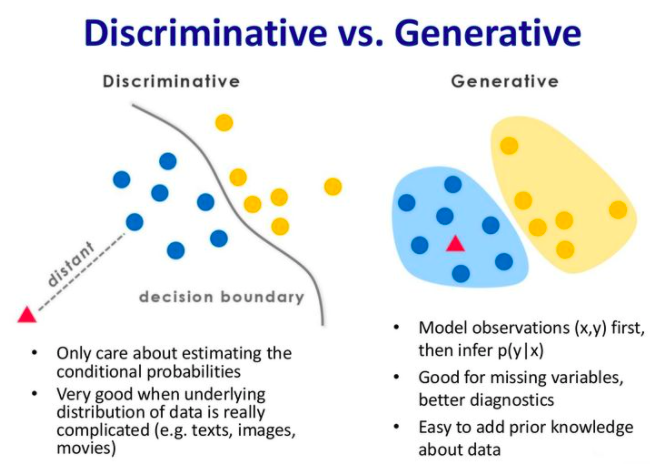 Discriminative vs. Generative
Discriminative
distant
decision boundary
• Only care about estimating the
conditional probabilities
• Very good when underlying
distribution of data is really
complicated (e.g. texts, images,
movies)
Generative
• Model observations (x,y) first,
then infer p(y|x)
• Good for missing variables,
better diagnostics
• Easy to add prior knowledge
about data